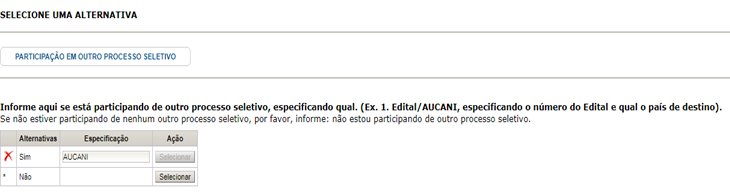 SELECIONE UMA ALTERNATIVA
PARTICIPAÇÃO EM OUTRO PROCESSO SELETIVO
Informe aqui se está participando de outro processo seletivo, especificando qual. (Ex. 1. Edital/AUCANI, especificando o número do Edital e qual o país de destino).
Se não estiver participando de nenhum outro processo seletivo, por favor, informe: não estou participando de outro processo seletivo.
Alternativas Especificação Ação
Sim AUCANI Selecionar
* Não Selecionar